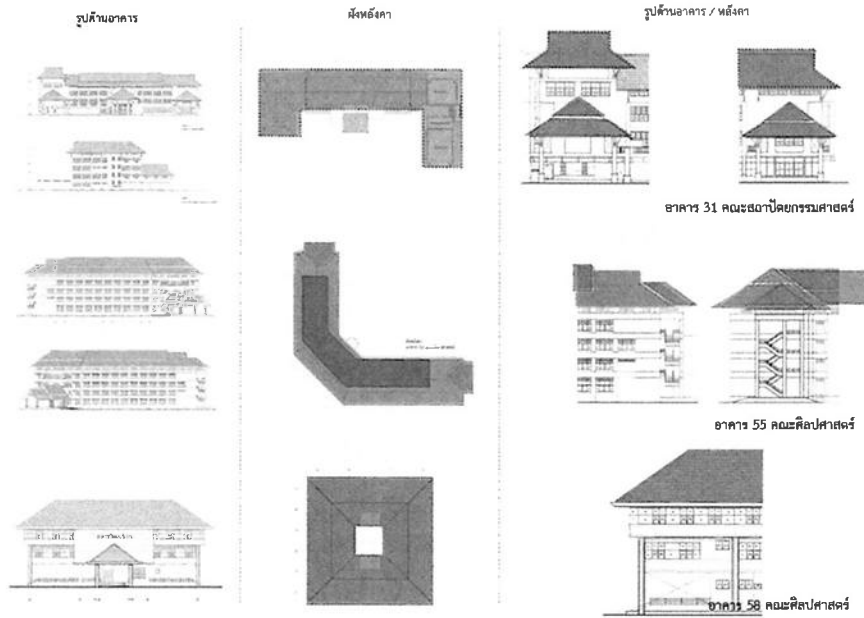 รูปด้านอาคาร
ผังหลังคา
รูปด้านอาคาร / หลังคา
อาคาร 31 คณะสถาปัตยกรรมศาสตร์
อาคาร 55 คณะศิลปศาสตร์
อาคาร 58 คณะศิลปศาสตร์